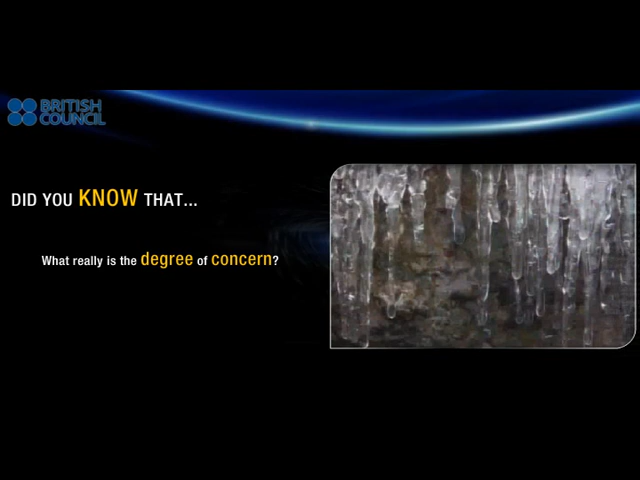 BRITISH
COUNCIL
DID YOU KNOW THAT...
What really is the degree of concern?